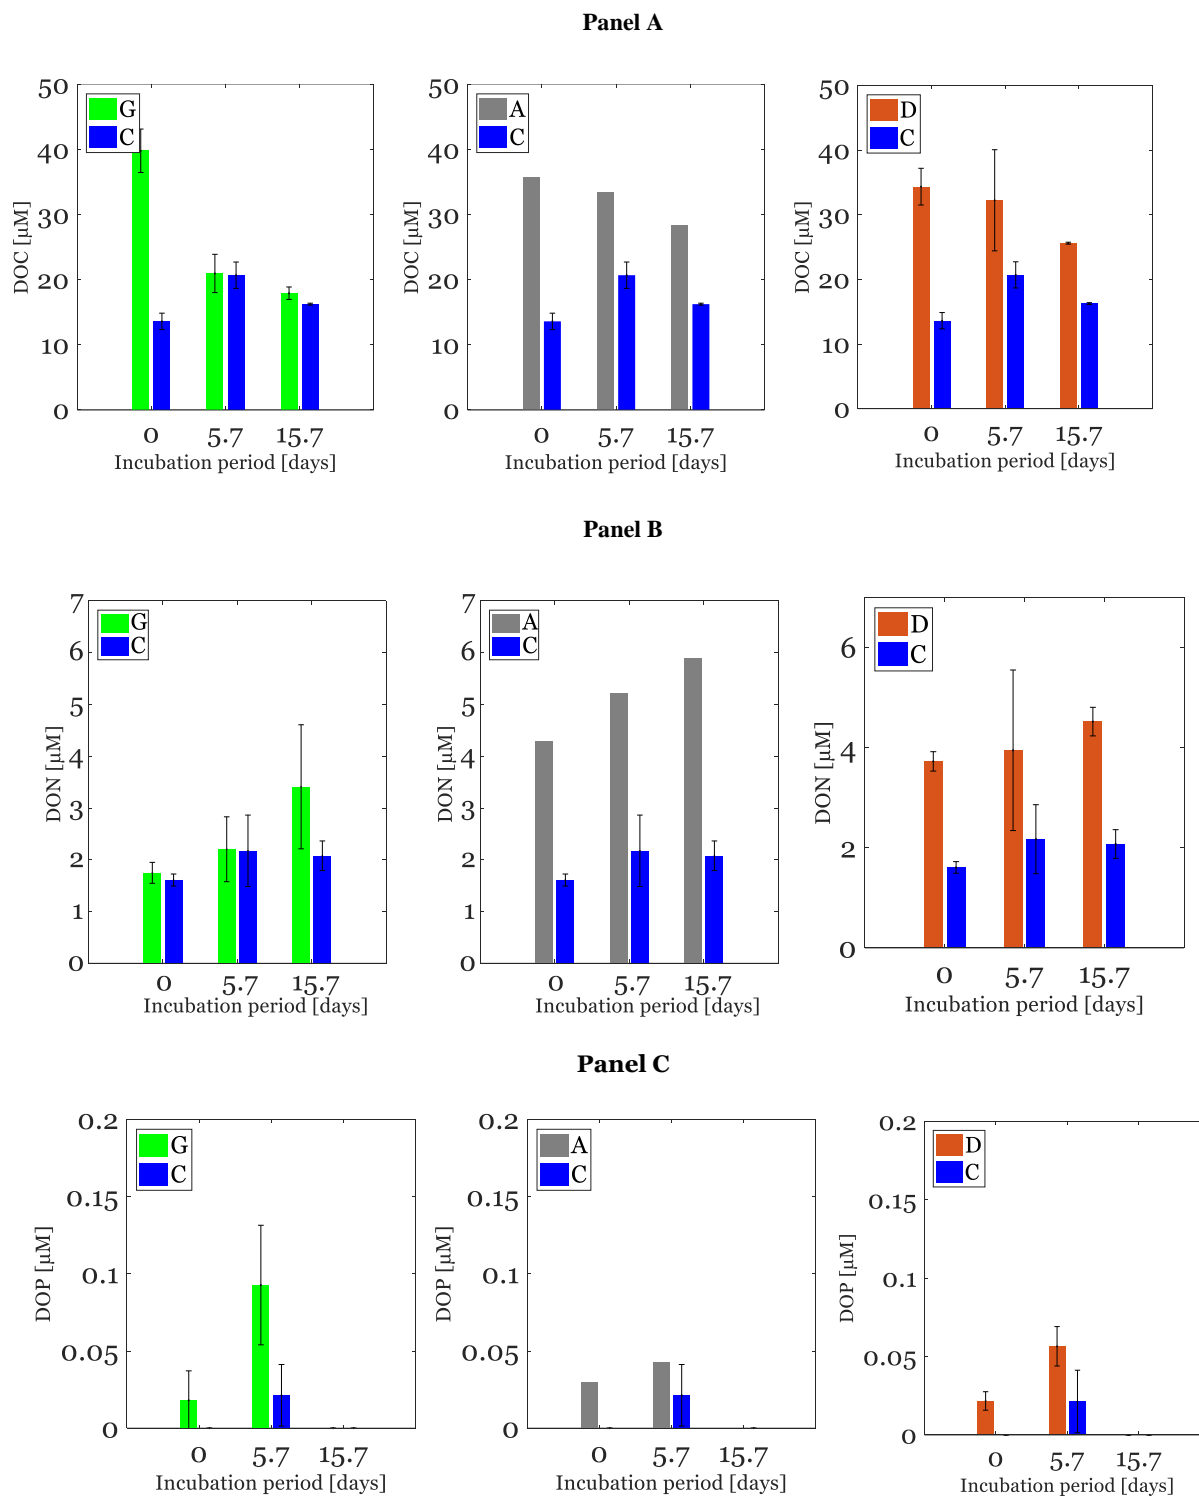 Panel A
50
40
30
20
10
0
DOC [µM]
G
C
0 5.7 15.7
Incubation period [days]
50
40
30
20
10
0
DOC [µM]
A
C
0 5.7 15.7
Incubation period [days]
50
40
30
20
10
0
DOC [µM]
D
C
0 5.7 15.7
Incubation period [days]
Panel B
7
6
5
4
3
2
1
0
DON [µM]
G
C
0 5.7 15.7
Incubation period [days]
7
6
5
4
3
2
1
0
DON [µM]
A
C
0 5.7 15.7
Incubation period [days]
6
4
2
0
DON [µM]
D
C
0 5.7 15.7
Incubation period [days]
Panel C
0.2
0.15
0.1
0.05
0
DOP [µM]
G
C
0 5.7 15.7
Incubation period [days]
0.2
0.15
0.1
0.05
0
DOP [µM]
A
C
0 5.7 15.7
Incubation period [days]
0.2
0.15
0.1
0.05
0
DOP [µM]
D
C
0 5.7 15.7
Incubation period [days]